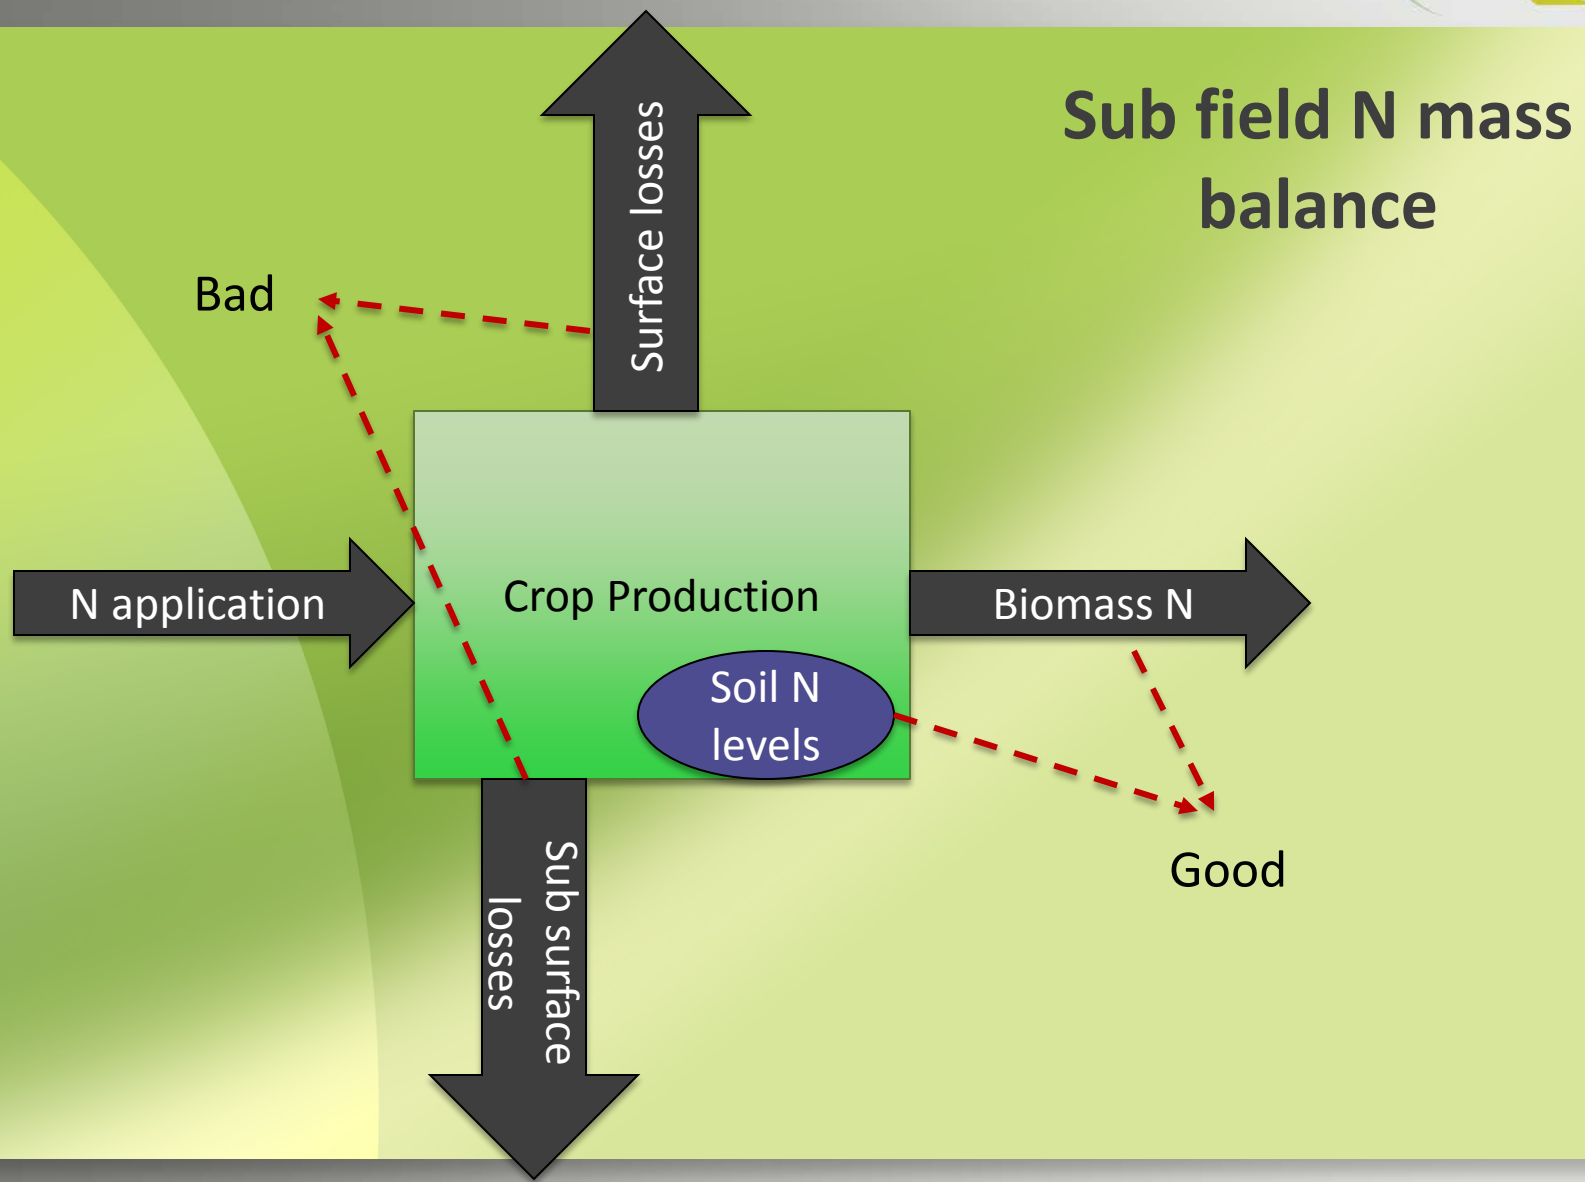 Sub field N mass
balance
Surface losses
Bad
N application
Crop Production
Biomass N
Soil N
levels
Sub surface
losses
Good